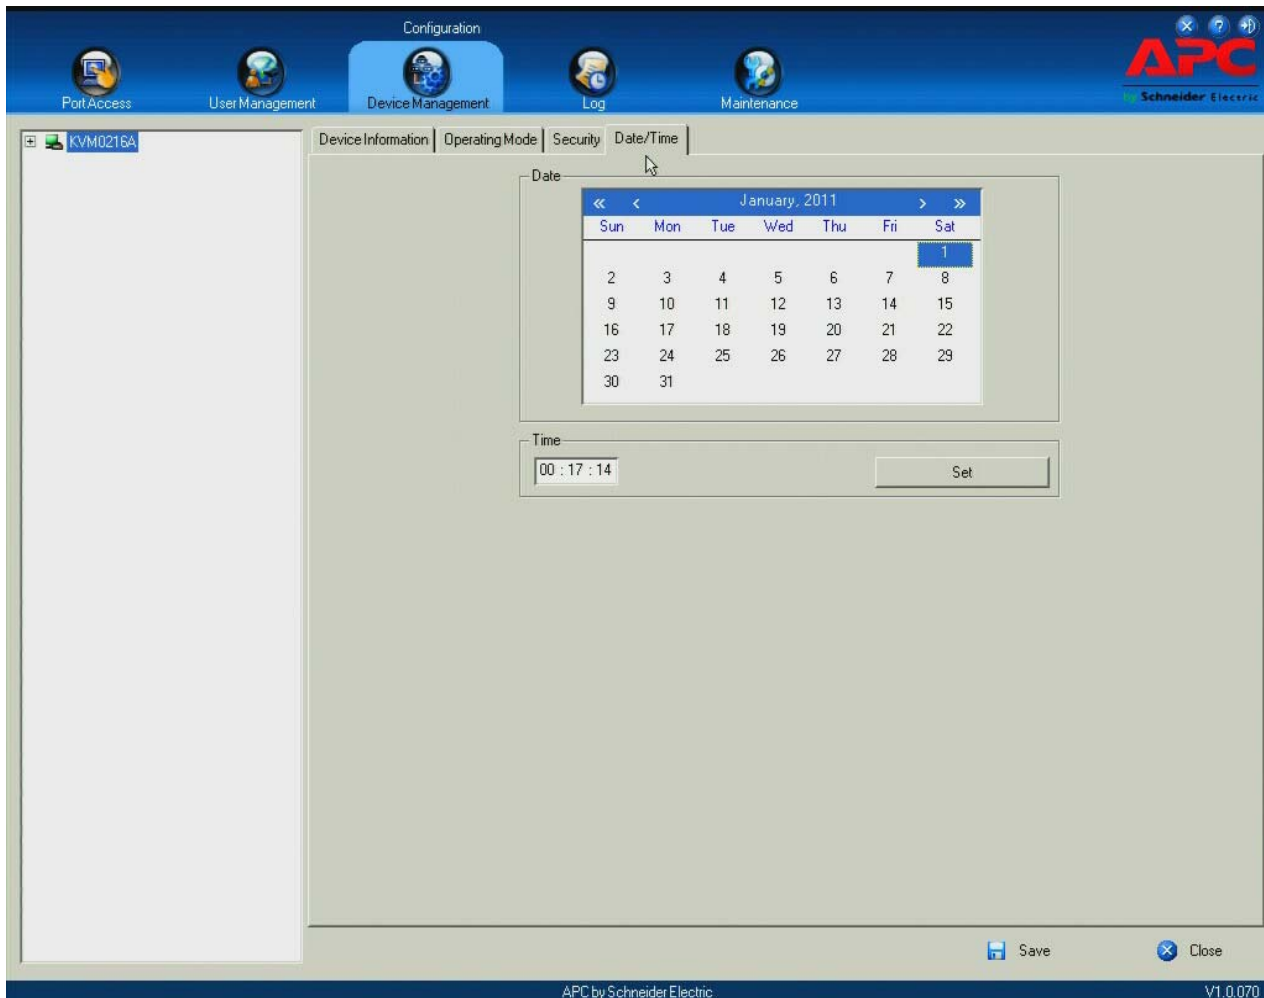 Configuration
PortAccess User Management Device Management Log Maintenance
APC
by Schneider Electric
KVM0216A
Device Information Operating Mode Security Date/Time
Date
« < January, 2011 > »
Sun Mon Tue Wed Thu Fri Sat
1
2 3 4 5 6 7 8
9 10 11 12 13 14 15
16 17 18 19 20 21 22
23 24 25 26 27 28 29
30 31
Time
00 : 17 : 14 Set
Save Close
APC by Schneider Electric V1.0.070